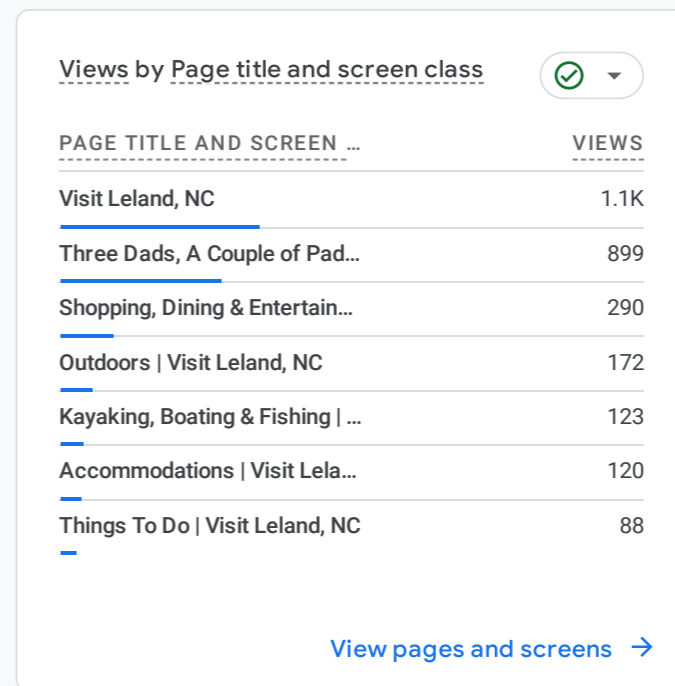 Views by Page title and screen class
PAGE TITLE AND SCREEN … VIEWS
Visit Leland, NC 1.1K
Three Dads, A Couple of Pad... 899
Shopping, Dining & Entertain... 290
Outdoors | Visit Leland, NC 172
Kayaking, Boating & Fishing | ... 123
Accommodations | Visit Lela... 120
Things To Do | Visit Leland, NC 88
View pages and screens →